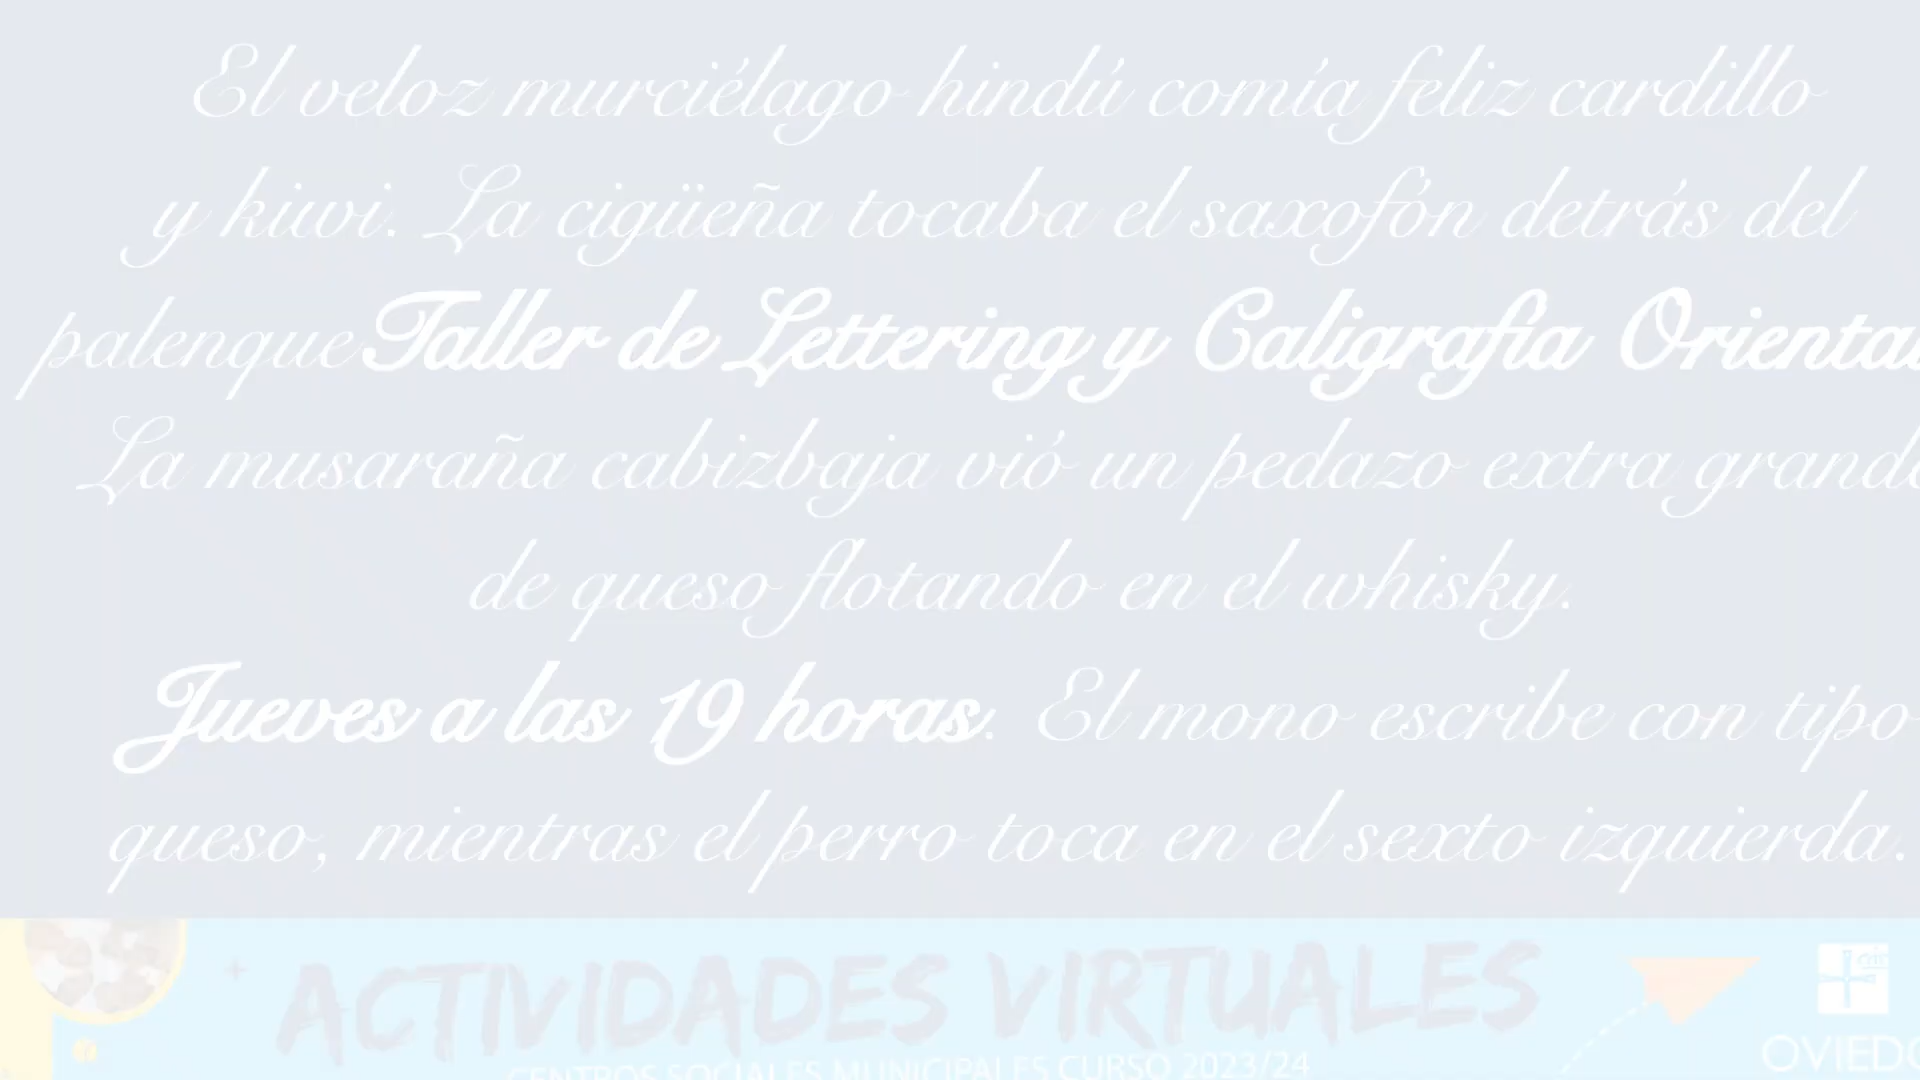 El veloz murciélago hindú comía feliz cardillo
y kiwi. La cigüeña tocaba el saxofón detrás del
palenque Taller de Lettering y Caligrafía Oriental
La musaraña cabizbaja vió un pedazo extra grande
de queso flotando en el whisky.
Jueves a las 19 horas. El mono escribe con tipo
queso, mientras el perro toca en el sexto izquierda.
ACTIVIDADES VIRTUALES
CENTROS SOCIALES MUNICIPALES CURSO 2023/24
OVIEDO